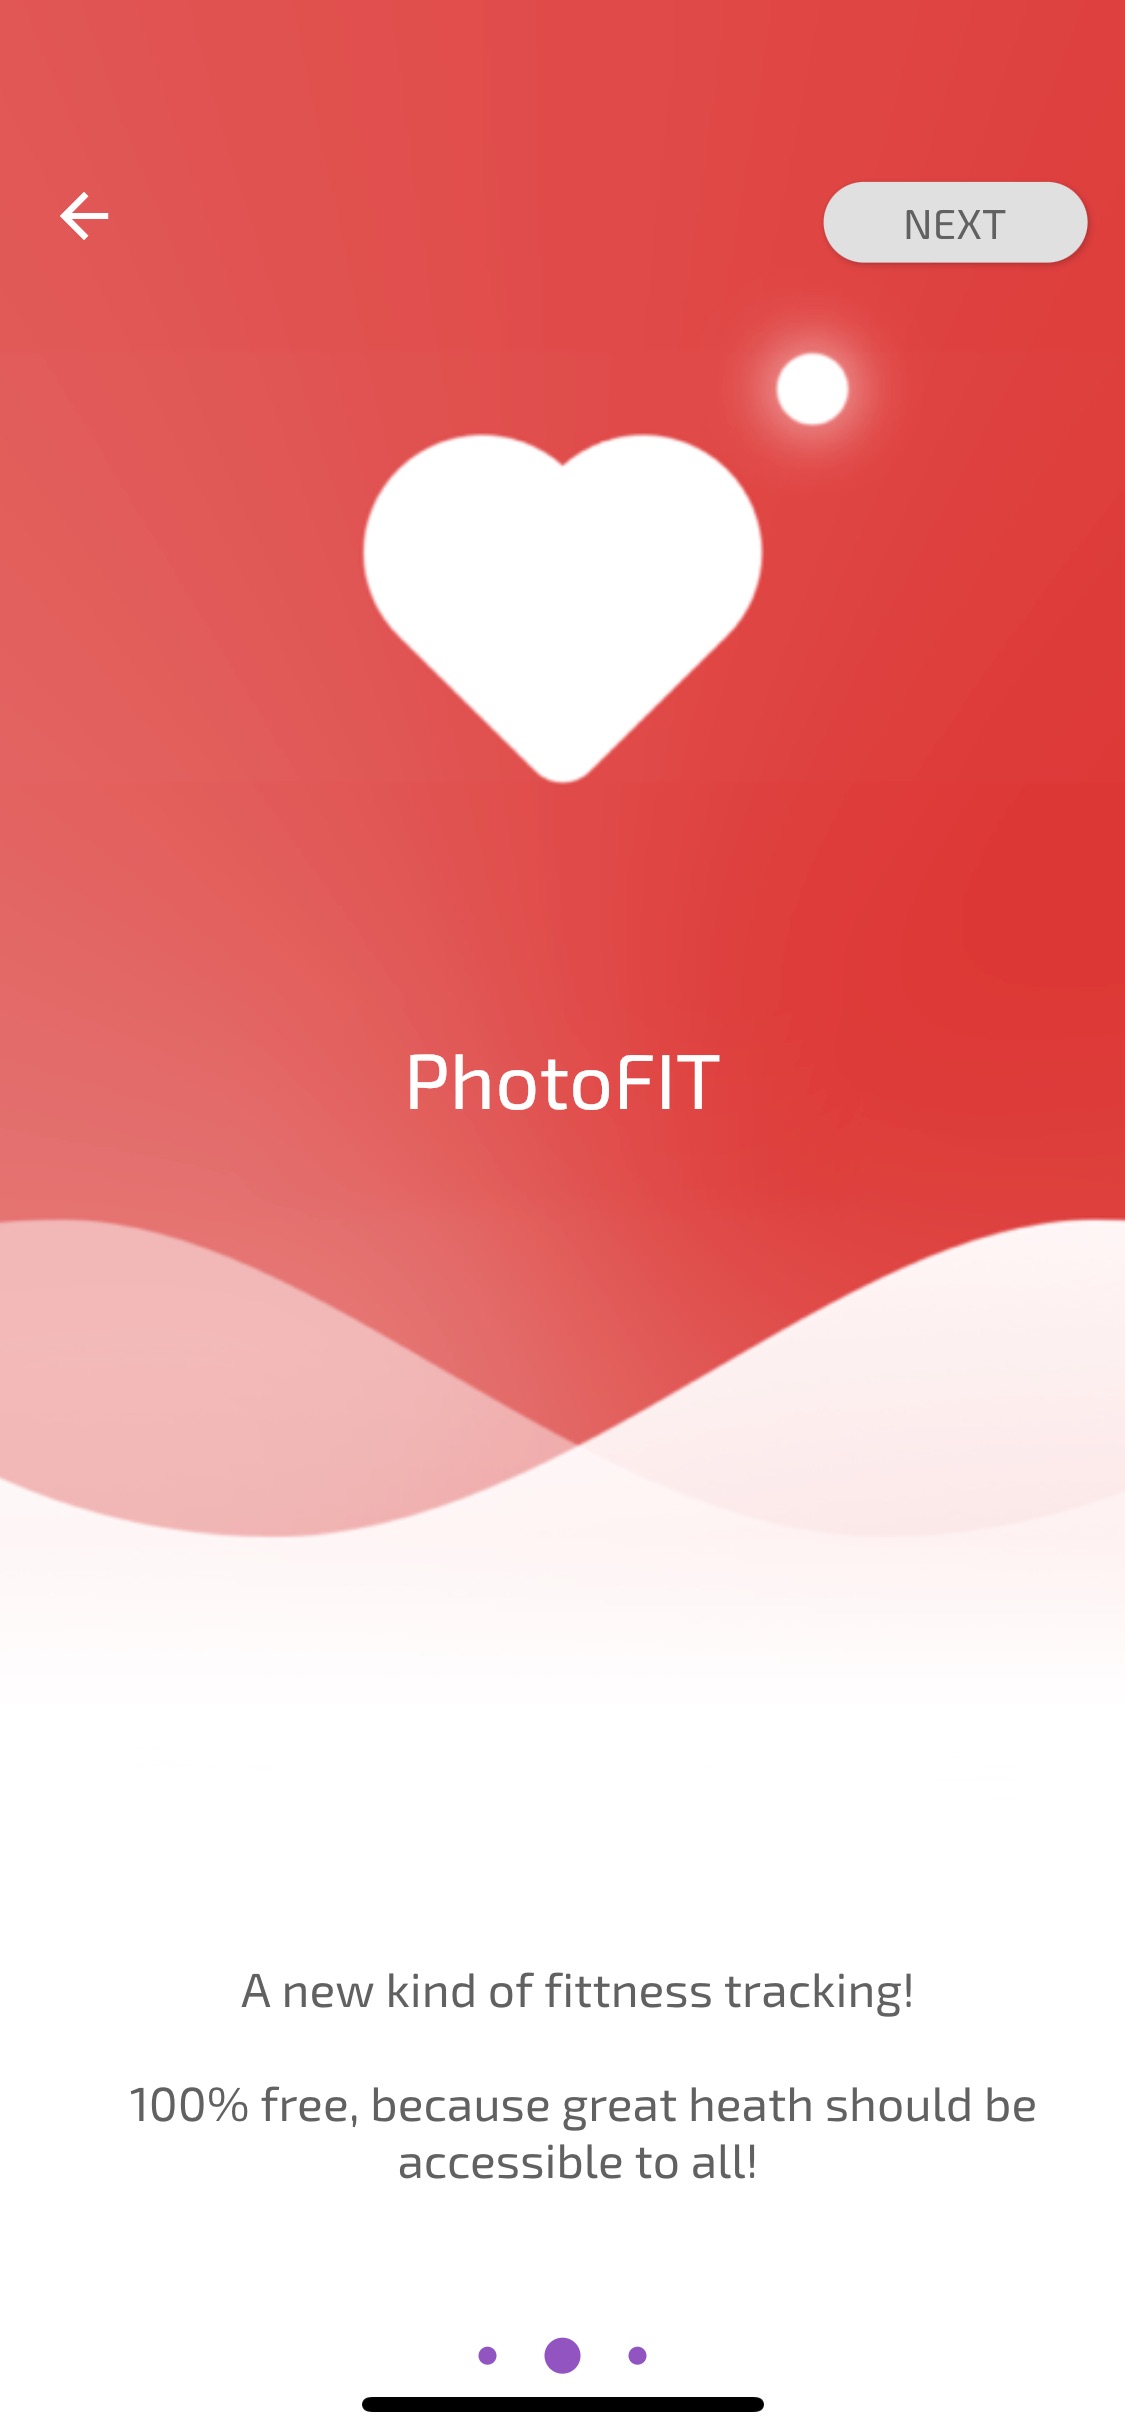 NEXT
PhotoFIT
A new kind of fittness tracking!
100% free, because great heath should be
accessible to all!